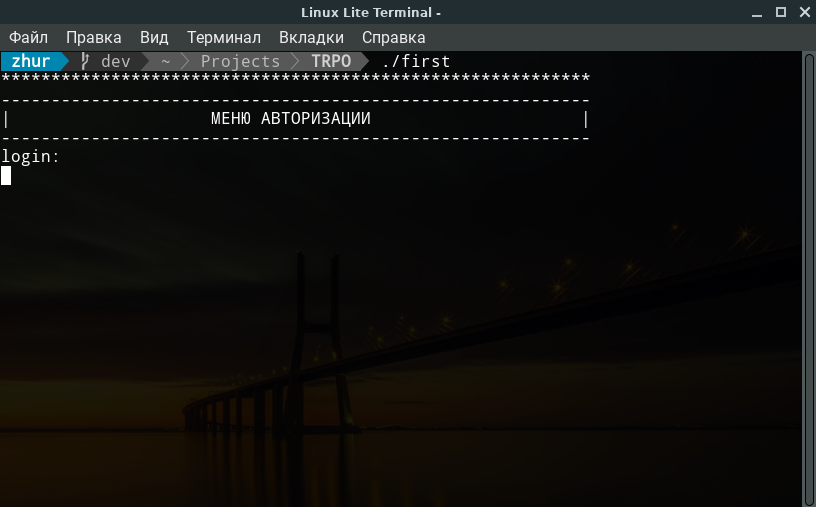 Linux Lite Terminal -
Файл Правка Вид Терминал Вкладки Справка
zhur dev ~ Projects TRPO ./first
***********************************************************
-----------------------------------------------------------
| МЕНЮ АВТОРИЗАЦИИ |
-----------------------------------------------------------
login: